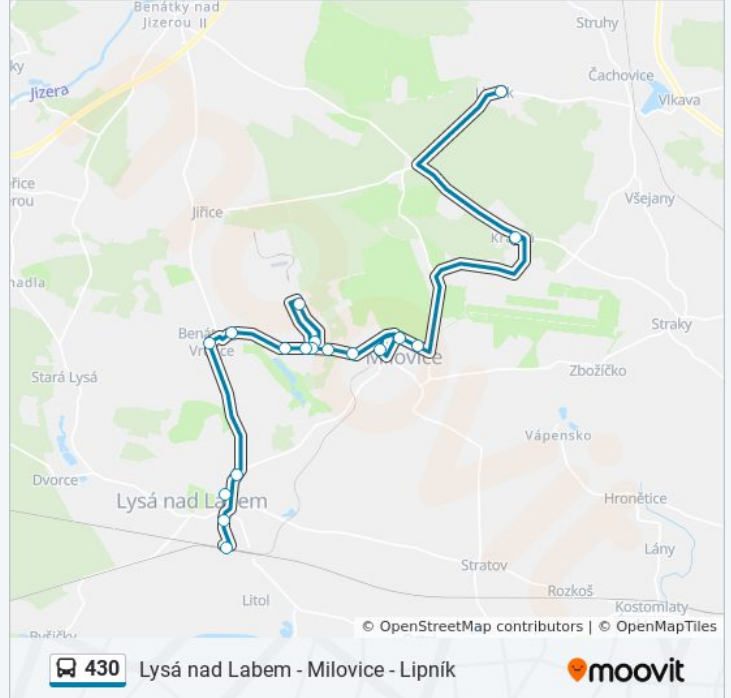 Benátky nad
Jizerou II
Struhy
Čachovice
Vlkava
Jizera
Jiřice
Všejany
Straky
Milovice
Zbožíčko
Stará Lysá
Vápensko
Dvorce
Lysá nad Labem
Hronětice
Stratov
Lány
Rozkoš
Litol
Kostomlaty
© OpenStreetMap contributors | © OpenMapTiles
430 Lysá nad Labem - Milovice - Lipník
moovit